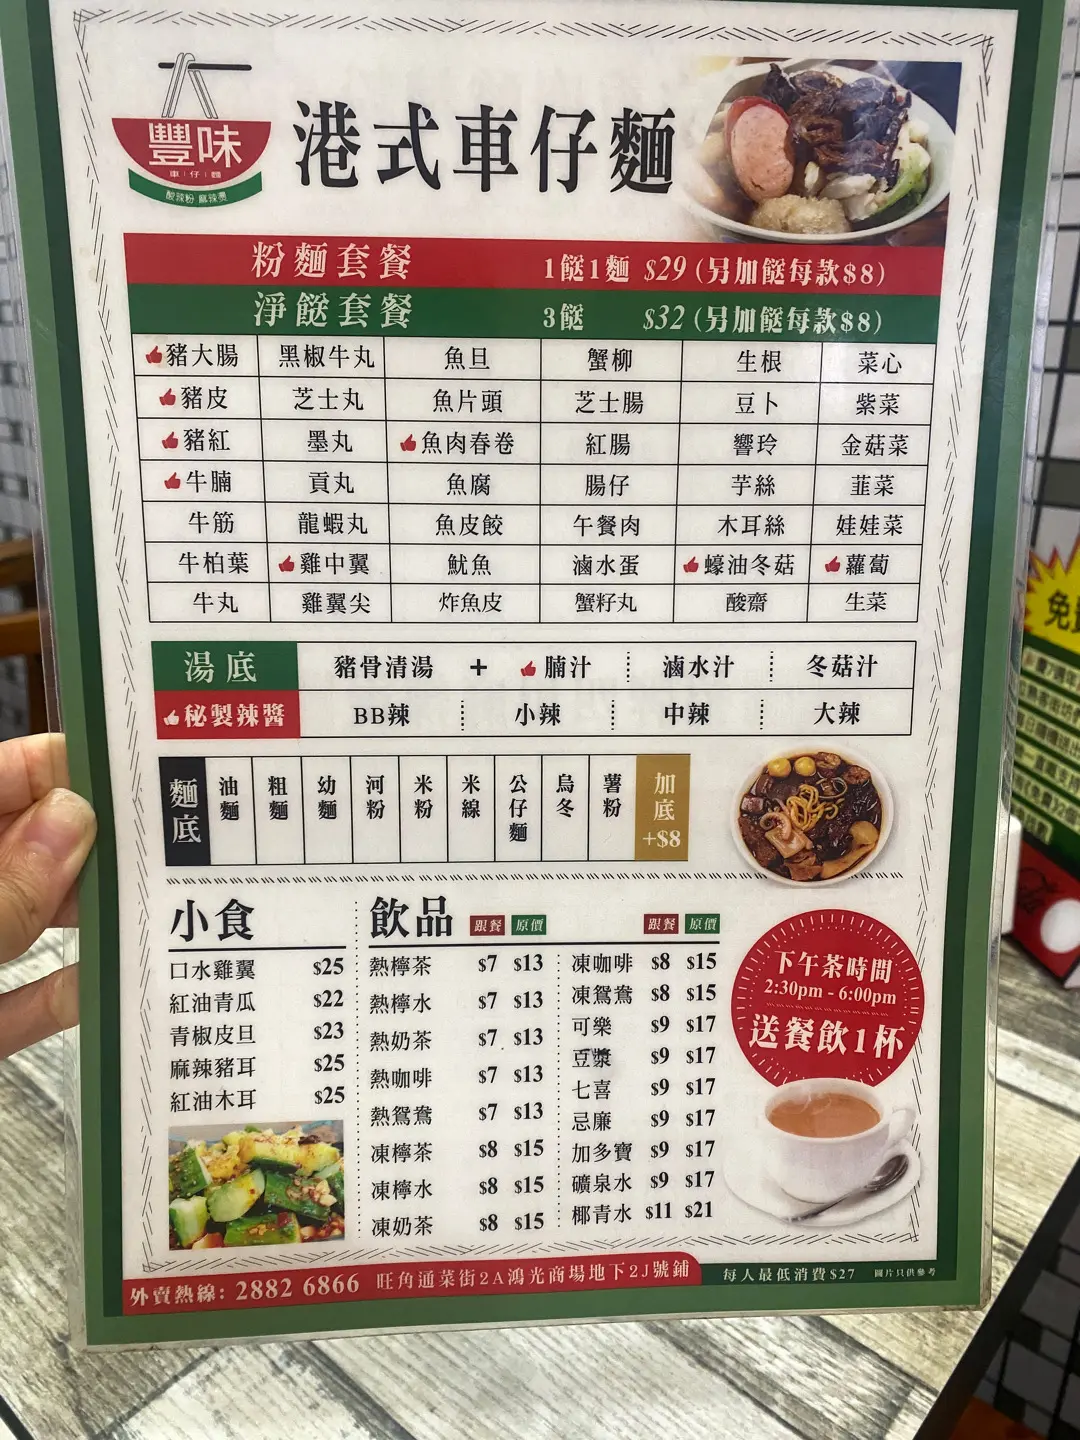 豐味
車仔麵
酸辣粉 麻辣燙
港式車仔麵
粉麵套餐 1餸1麵 $29 (另加餸每款$8)
淨餸套餐 3餸 $32 (另加餸每款$8)
豬大腸 黑椒牛丸 魚旦 蟹柳 生根 菜心
豬皮 芝士丸 魚片頭 芝士腸 豆卜 紫菜
豬紅 墨丸 魚肉春卷 紅腸 響玲 金菇菜
牛腩 貢丸 魚腐 腸仔 芋絲 韮菜
牛筋 龍蝦丸 魚皮餃 午餐肉 木耳絲 娃娃菜
牛柏葉 雞中翼 魷魚 滷水蛋 蠔油冬菇 蘿蔔
牛丸 雞翼尖 炸魚皮 蟹籽丸 酸齋 生菜
湯底 豬骨清湯 + 腩汁 滷水汁 冬菇汁
秘製辣醬 BB辣 小辣 中辣 大辣
麵底 油麵 粗麵 幼麵 河粉 米粉 米線 公仔麵 烏冬 薯粉 加底+$8
小食
口水雞翼 $25
紅油青瓜 $22
青椒皮旦 $23
麻辣豬耳 $25
紅油木耳 $25
飲品 跟餐 原價 跟餐 原價
熱檸茶 $7 $13
熱檸水 $7 $13
熱奶茶 $7 $13
熱咖啡 $7 $13
熱鴛鴦 $7 $13
凍檸茶 $8 $15
凍檸水 $8 $15
凍奶茶 $8 $15
凍咖啡 $8 $15
凍鴛鴦 $8 $15
可樂 $9 $17
豆漿 $9 $17
七喜 $9 $17
忌廉 $9 $17
加多寶 $9 $17
礦泉水 $9 $17
椰青水 $11 $21
下午茶時間
2:30pm - 6:00pm
送餐飲1杯
外賣熱線: 2882 6866 旺角通菜街2A鴻光商場地下2J號鋪
每人最低消費$27 圖片只供參考